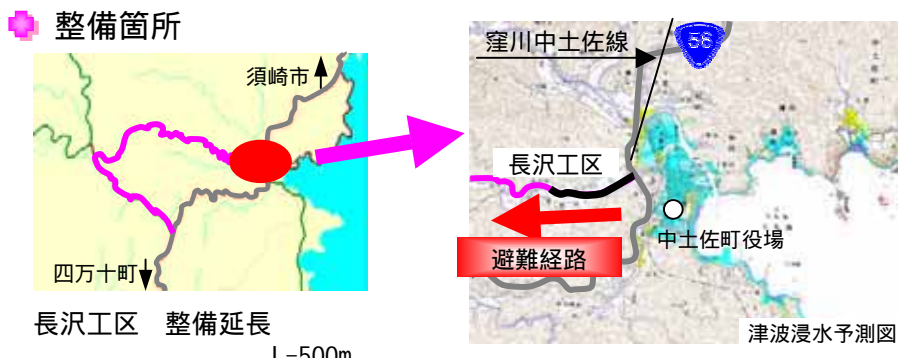 整備箇所
須崎市
四万十町
長沢工区 整備延長
L=500m
窪川中土佐線
56
長沢工区
中土佐町役場
避難経路
津波浸水予測図